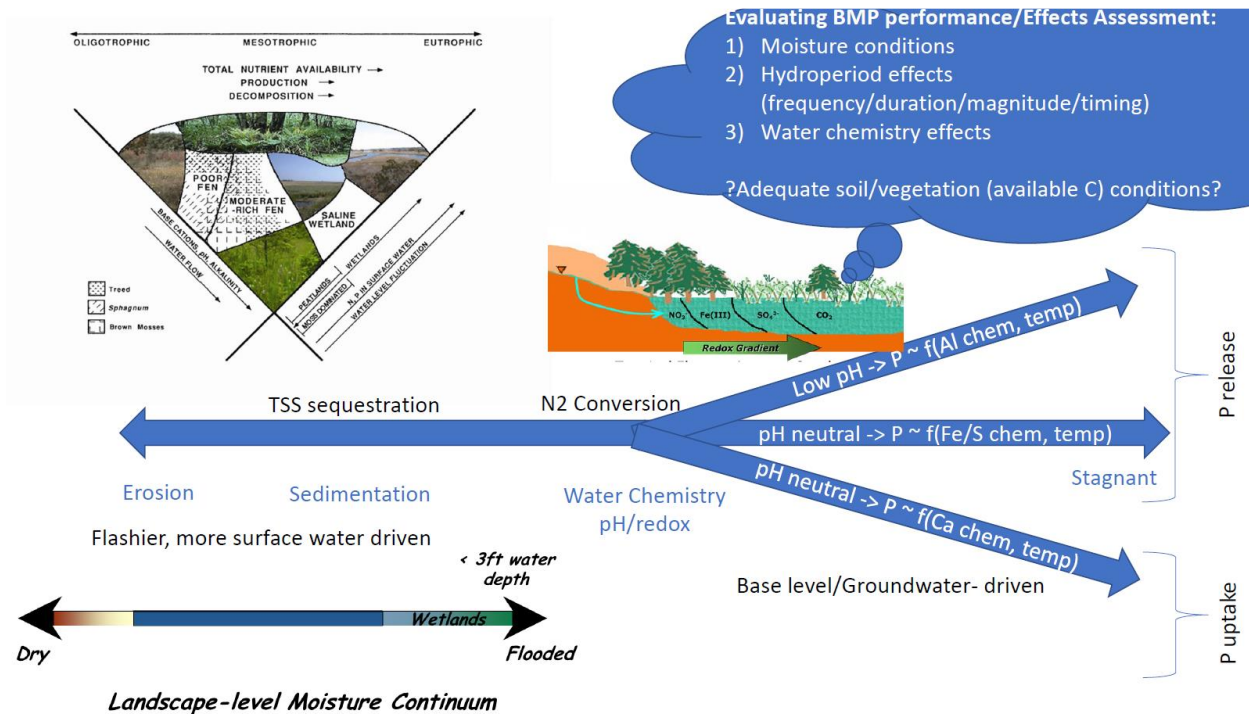 OLIGOTROPHIC MESOTROPHIC EUTROPHIC
TOTAL NUTRIENT AVAILABILITY →
PRODUCTION →
DECOMPOSITION →
POOR
FEN
MODERATE
-RICH FEN
SALINE
WETLAND
BASE CATIONS, pH, ALKALINITY
WATER FLOW
PEATLANDS
WETLANDS
MOSS DOMINATED
N, P IN SURFACE WATER
WATER LEVEL FLUCTUATION
Treed
Sphagnum
Brown Mosses
Evaluating BMP performance/Effects Assessment:
1) Moisture conditions
2) Hydroperiod effects
(frequency/duration/magnitude/timing)
3) Water chemistry effects
?Adequate soil/vegetation (available C) conditions?
Fe(III)
CO₂
Redox Gradient
TSS sequestration
N2 Conversion
Low pH -> P ~ f(Al chem, temp)
pH neutral -> P ~ f(Fe/S chem, temp)
pH neutral -> P ~ f(Ca chem, temp)
P release
P uptake
Erosion
Sedimentation
Water Chemistry
pH/redox
Stagnant
Flashier, more surface water driven
Base level/Groundwater- driven
< 3ft water
depth
Wetlands
Dry
Flooded
Landscape-level Moisture Continuum